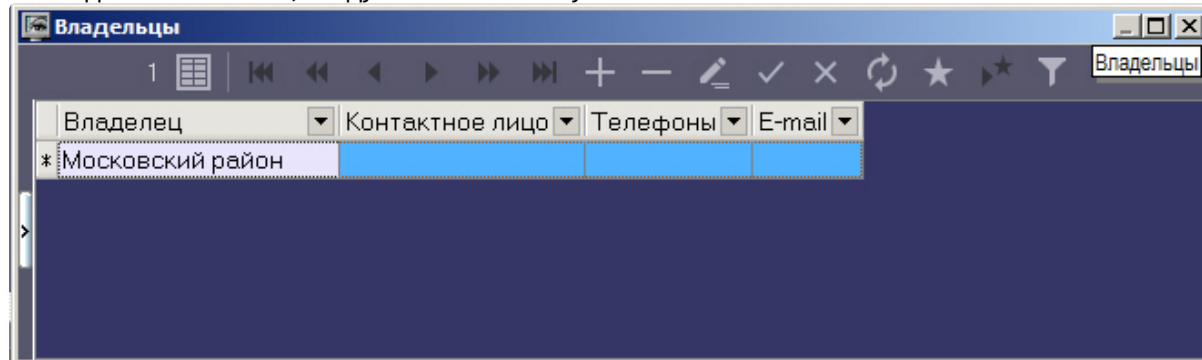 Владельцы
1
Владельцы
Владелец Контактное лицо Телефоны E-mail
* Московский район